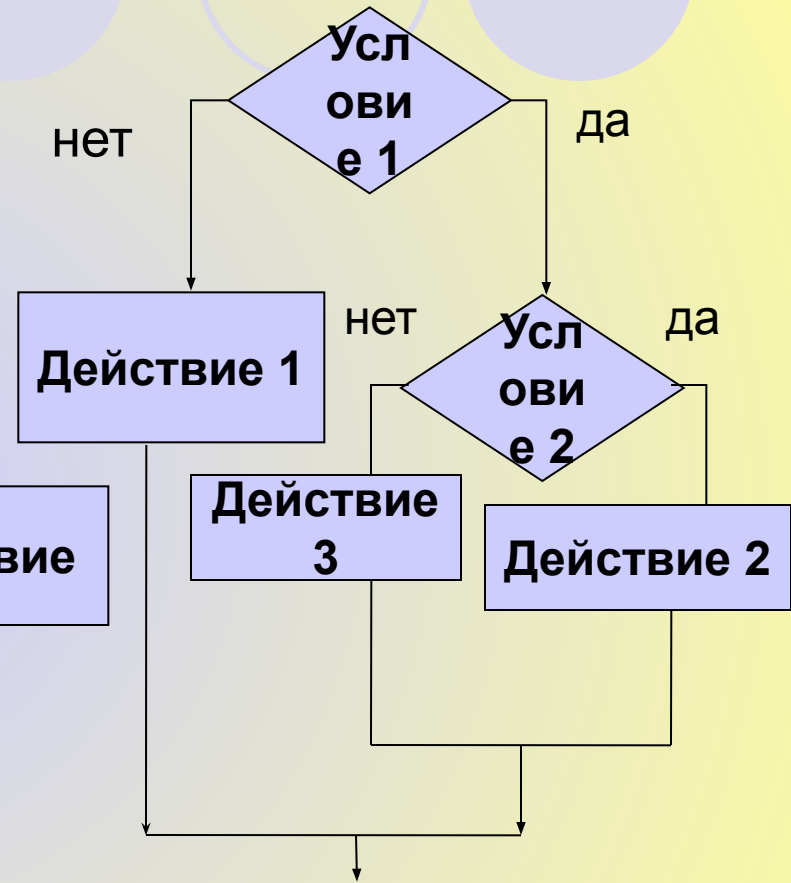 Усл
ови
е 1
нет
да
Действие 1
нет
да
Усл
ови
е 2
Действие
3
Действие 2
вие